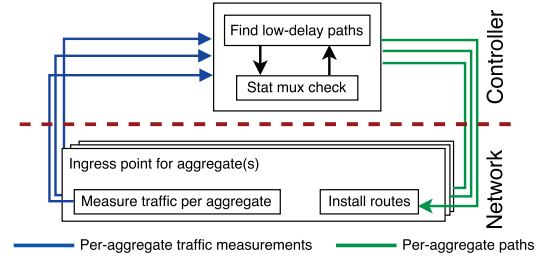 Find low-delay paths
Stat mux check
Controller
Ingress point for aggregate(s)
Measure traffic per aggregate
Install routes
Network
Per-aggregate traffic measurements
Per-aggregate paths